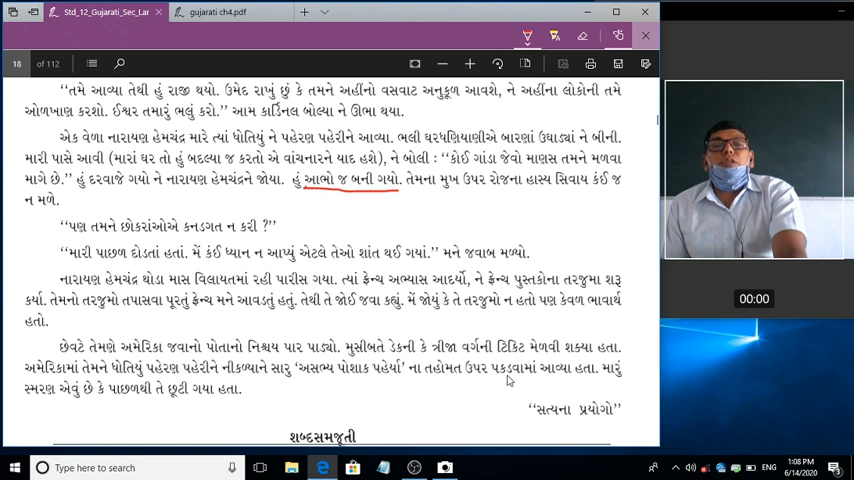 Std_12_Gujarati_Sec_Lar
gujarati ch4.pdf
18 of 112
"તમે આવ્યા તેથી હું રાજી થયો. ઉમેદ રાખું છું કે તમને અહીંનો વસવાટ અનુકૂળ આવશે, ને અહીંના લોકોની તમે
ઓળખાણ કરશો. ઈશ્વર તમારું ભલું કરો." આમ કાર્ડિનલ બોલ્યા ને ઊભા થયા.
એક વેળા નારાયણ હેમચંદ્ર મારે ત્યાં ધોતિયું ને પહેરણ પહેરીને આવ્યા. ભલી ઘરધણિયાણીએ બારણાં ઉઘાડ્યાં ને બીની.
મારી પાસે આવી (મારાં ઘર તો હું બદલ્યા જ કરતો એ વાંચનારને યાદ હશે), ને બોલી : "કોઈ ગાંડા જેવો માણસ તમને મળવા
માગે છે." હું દરવાજે ગયો ને નારાયણ હેમચંદ્રને જોયા. હું આભો જ બની ગયો. તેમના મુખ ઉપર રોજના હાસ્ય સિવાય કંઈ જ
ન મળે.
"પણ તમને છોકરાંઓએ કનડગત ન કરી ?"
"મારી પાછળ દોડતાં હતાં. મેં કંઈ ધ્યાન ન આપ્યું એટલે તેઓ શાંત થઈ ગયાં." મને જવાબ મળ્યો.
નારાયણ હેમચંદ્ર થોડા માસ વિલાયતમાં રહી પારીસ ગયા. ત્યાં ફ્રેન્ચ અભ્યાસ આદર્યો, ને ફ્રેન્ચ પુસ્તકોના તરજુમા શરૂ
કર્યા. તેમનો તરજુમો તપાસવા પૂરતું ફ્રેન્ચ મને આવડતું હતું. તેથી તે જોઈ જવા કહ્યું. મેં જોયું કે તે તરજુમો ન હતો પણ કેવળ ભાવાર્થ
હતો.
છેવટે તેમણે અમેરિકા જવાનો પોતાનો નિશ્ચય પાર પાડ્યો. મુસીબતે ડેકની કે ત્રીજા વર્ગની ટિકિટ મેળવી શક્યા હતા.
અમેરિકામાં તેમને ધોતિયું પહેરણ પહેરીને નીકળ્યાને સારુ 'અસભ્ય પોશાક પહેર્યા' ના તહોમત ઉપર પકડવામાં આવ્યા હતા. મારું
સ્મરણ એવું છે કે પાછળથી તે છૂટી ગયા હતા.
"સત્યના પ્રયોગો"
શબ્દસમજૂતી
00:00
Type here to search
ENG
1:08 PM
6/14/2020